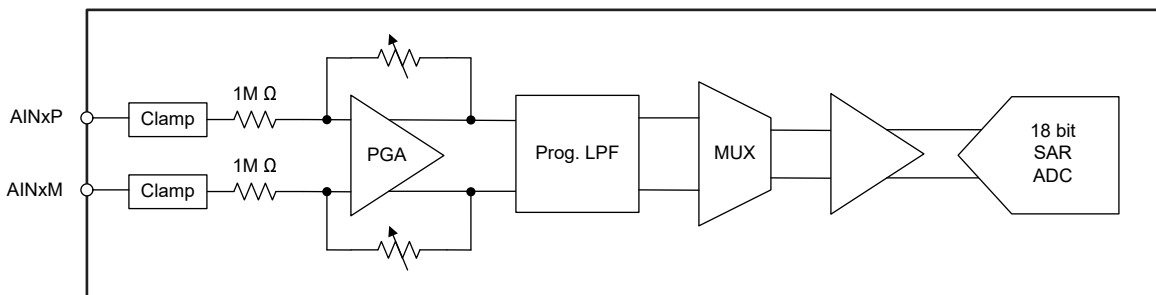 AINxP
Clamp
1M Ω
PGA
Prog. LPF
MUX
18 bit
SAR
ADC
AINxM
Clamp
1M Ω